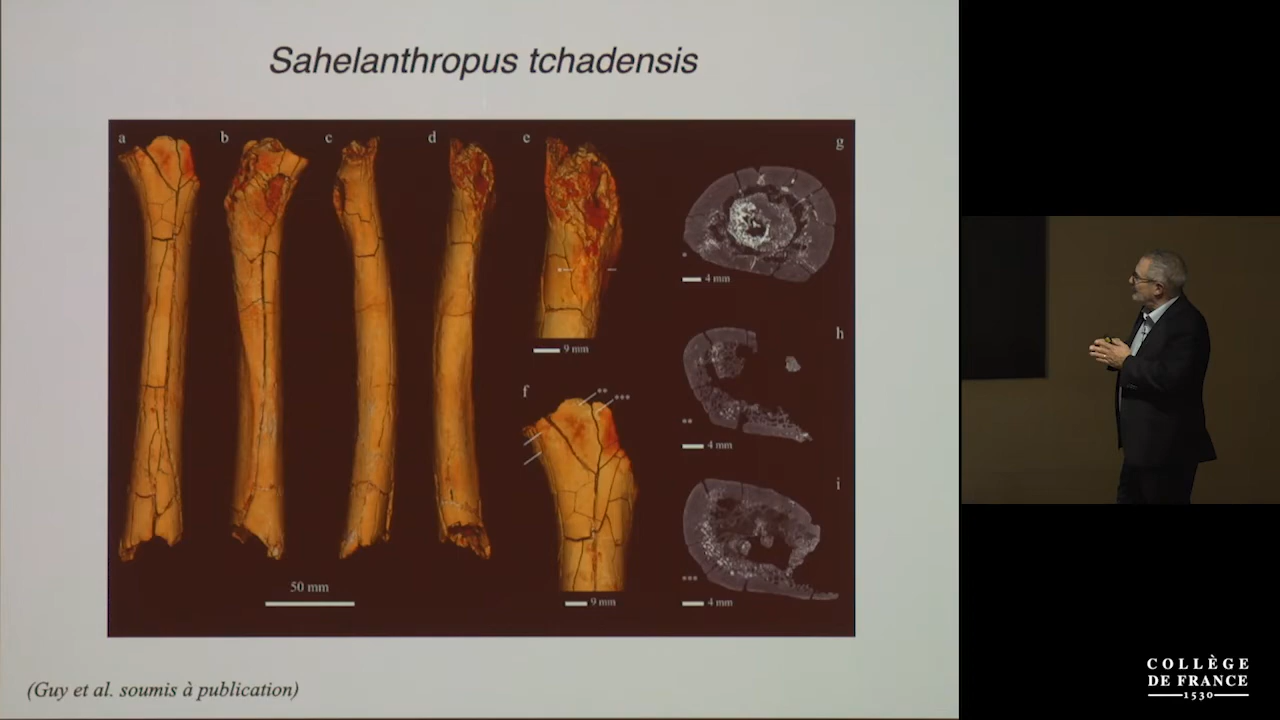 Sahelanthropus tchadensis
a b c d e g
4 mm
9 mm
h
f
** ***
**
4 mm
i
50 mm
9 mm
***
4 mm
(Guy et al. soumis à publication)
COLLÈGE
DE FRANCE
1530